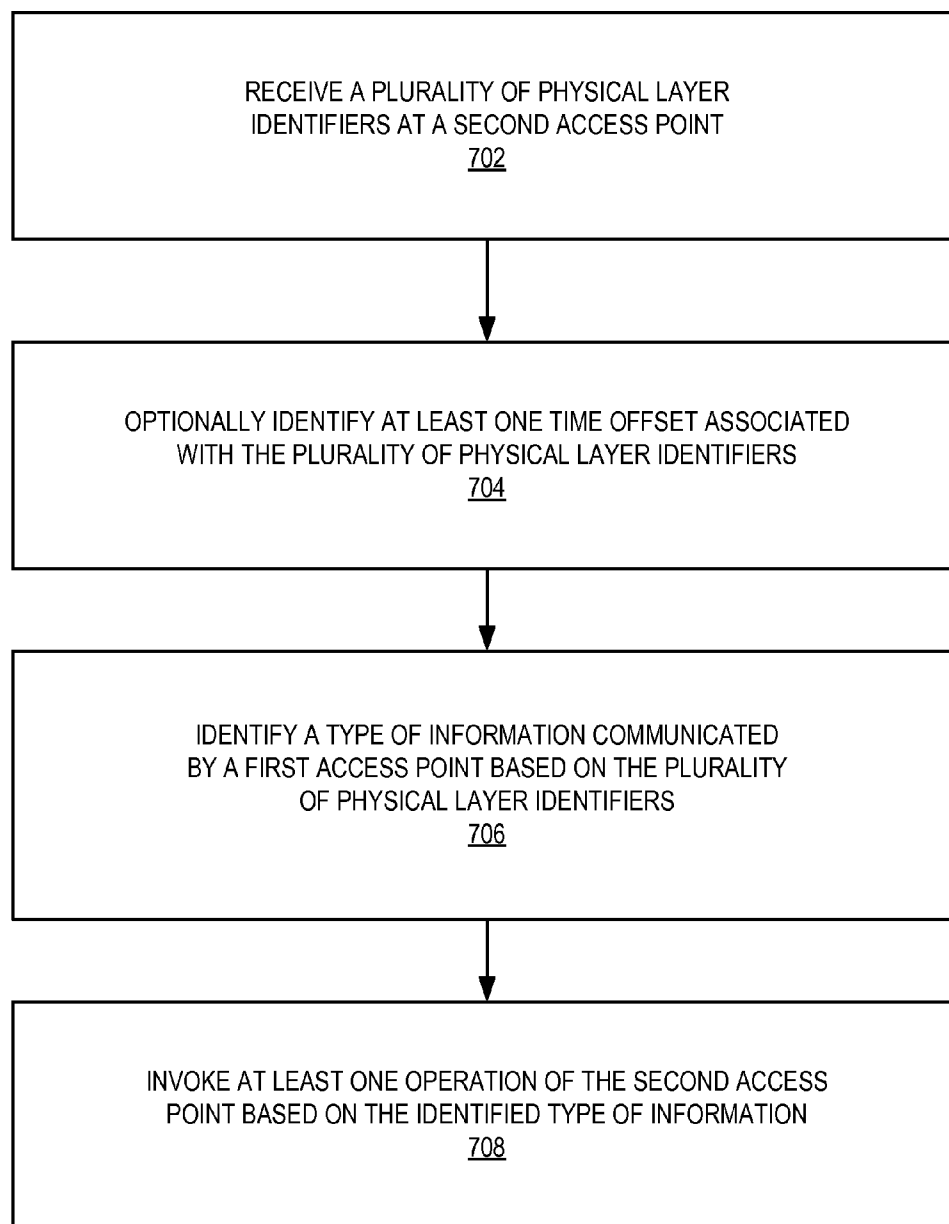 RECEIVE A PLURALITY OF PHYSICAL LAYER
IDENTIFIERS AT A SECOND ACCESS POINT
702
OPTIONALLY IDENTIFY AT LEAST ONE TIME OFFSET ASSOCIATED
WITH THE PLURALITY OF PHYSICAL LAYER IDENTIFIERS
704
IDENTIFY A TYPE OF INFORMATION COMMUNICATED
BY A FIRST ACCESS POINT BASED ON THE PLURALITY
OF PHYSICAL LAYER IDENTIFIERS
706
INVOKE AT LEAST ONE OPERATION OF THE SECOND ACCESS
POINT BASED ON THE IDENTIFIED TYPE OF INFORMATION
708